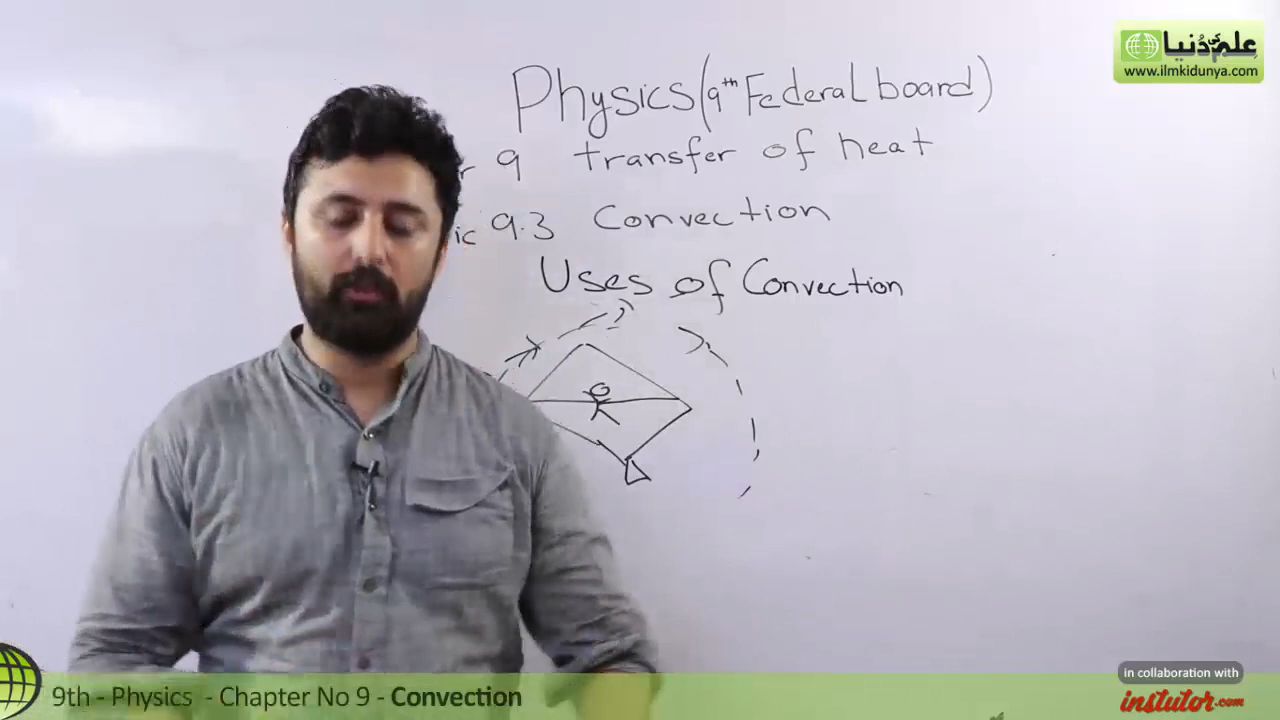 علم کی دُنیا
www.ilmkidunya.com
Physics (9th Federal board)
9 transfer of heat
9.3 Convection
Uses of Convection
in collaboration with
instutor.com
9th - Physics - Chapter No 9 - Convection